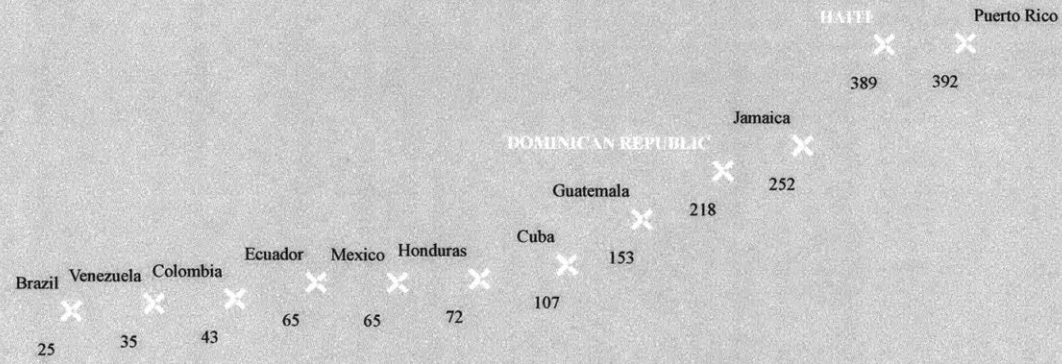 HAITI
Puerto Rico
389
392
Jamaica
DOMINICAN REPUBLIC
252
Guatemala
218
Cuba
153
Honduras
Mexico
Ecuador
Colombia
Venezuela
Brazil
107
72
65
65
43
35
25